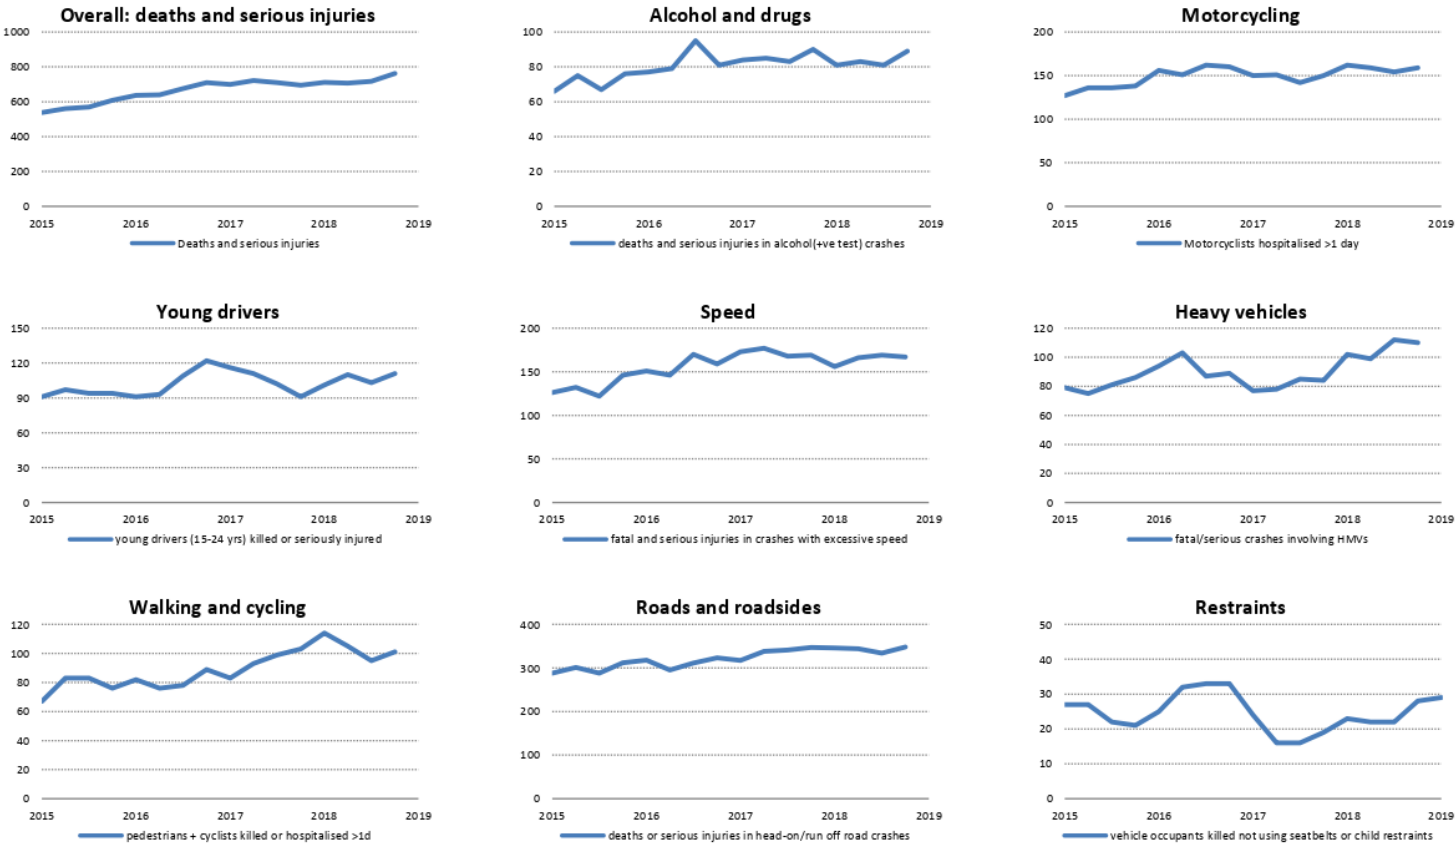 Overall: deaths and serious injuries
1000
800
600
400
200
0
2015 2016 2017 2018 2019
Deaths and serious injuries
Alcohol and drugs
100
80
60
40
20
0
2015 2016 2017 2018 2019
deaths and serious injuries in alcohol(+ve test) crashes
Motorcycling
200
150
100
50
0
2015 2016 2017 2018 2019
Motorcyclists hospitalised >1 day
Young drivers
150
120
90
60
30
0
2015 2016 2017 2018 2019
young drivers (15-24 yrs) killed or seriously injured
Speed
200
150
100
50
0
2015 2016 2017 2018 2019
fatal and serious injuries in crashes with excessive speed
Heavy vehicles
120
100
80
60
40
20
0
2015 2016 2017 2018 2019
fatal/serious crashes involving HMVs
Walking and cycling
120
100
80
60
40
20
0
2015 2016 2017 2018 2019
pedestrians + cyclists killed or hospitalised >1d
Roads and roadsides
400
300
200
100
0
2015 2016 2017 2018 2019
deaths or serious injuries in head-on/run off road crashes
Restraints
50
40
30
20
10
0
2015 2016 2017 2018 2019
vehicle occupants killed not using seatbelts or child restraints